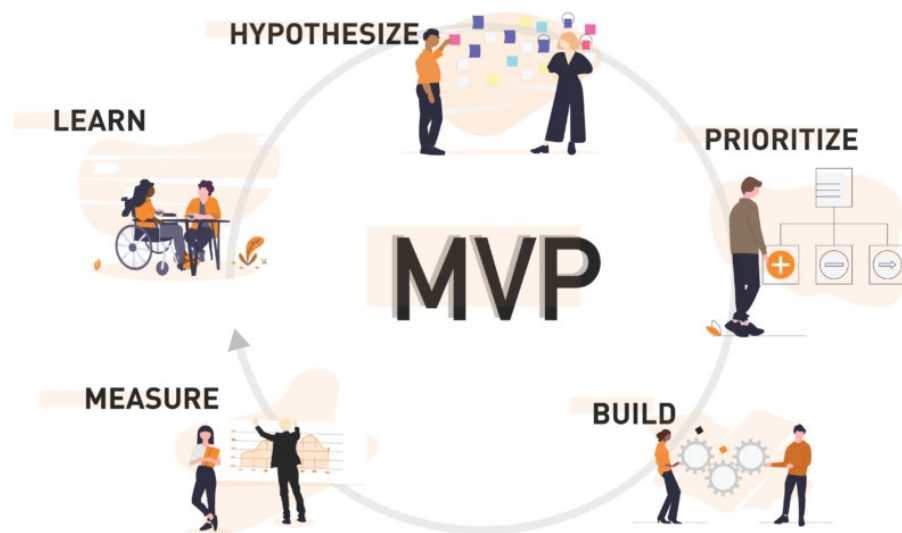 HYPOTHESIZE
LEARN
PRIORITIZE
MVP
MEASURE
BUILD